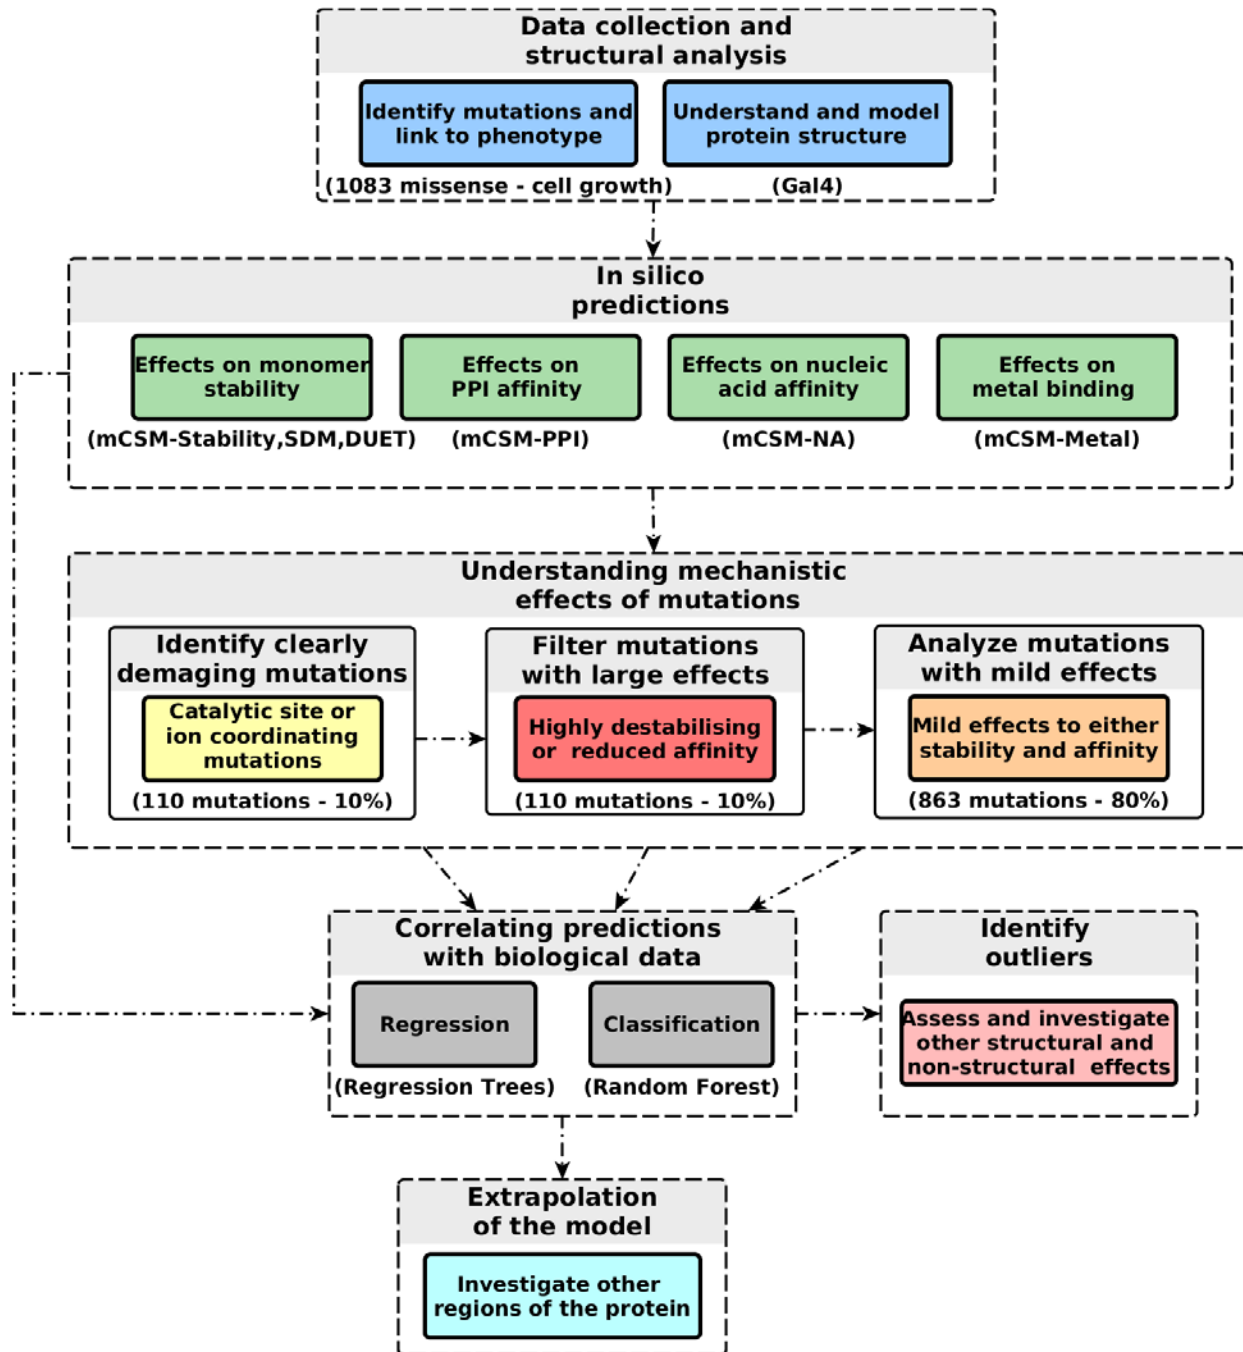 Data collection and
structural analysis
Identify mutations and
link to phenotype
(1083 missense - cell growth)
Understand and model
protein structure
(Gal4)
In silico
predictions
Effects on monomer
stability
(mCSM-Stability,SDM,DUET)
Effects on
PPI affinity
(mCSM-PPI)
Effects on nucleic
acid affinity
(mCSM-NA)
Effects on
metal binding
(mCSM-Metal)
Understanding mechanistic
effects of mutations
Identify clearly
demaging mutations
Catalytic site or
ion coordinating
mutations
(110 mutations - 10%)
Filter mutations
with large effects
Highly destabilising
or reduced affinity
(110 mutations - 10%)
Analyze mutations
with mild effects
Mild effects to either
stability and affinity
(863 mutations - 80%)
Correlating predictions
with biological data
Regression
(Regression Trees)
Classification
(Random Forest)
Identify
outliers
Assess and investigate
other structural and
non-structural effects
Extrapolation
of the model
Investigate other
regions of the protein